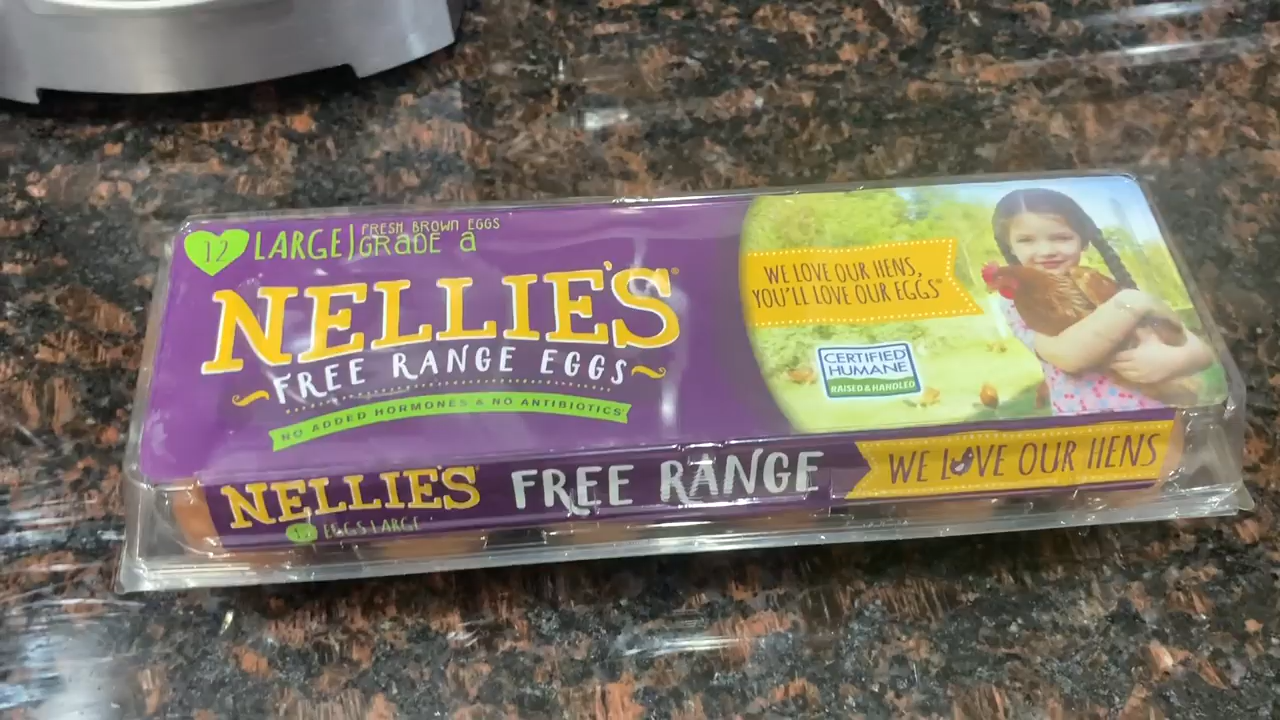 12 LARGE | FRESH BROWN EGGS
GRADE a
NELLIE'S®
~FREE RANGE EGGS~
NO ADDED HORMONES & NO ANTIBIOTICS
WE LOVE OUR HENS,
YOU'LL LOVE OUR EGGS®
CERTIFIED
HUMANE
RAISED & HANDLED
NELLIE'S FREE RANGE WE LOVE OUR HENS
12 EGGS LARGE